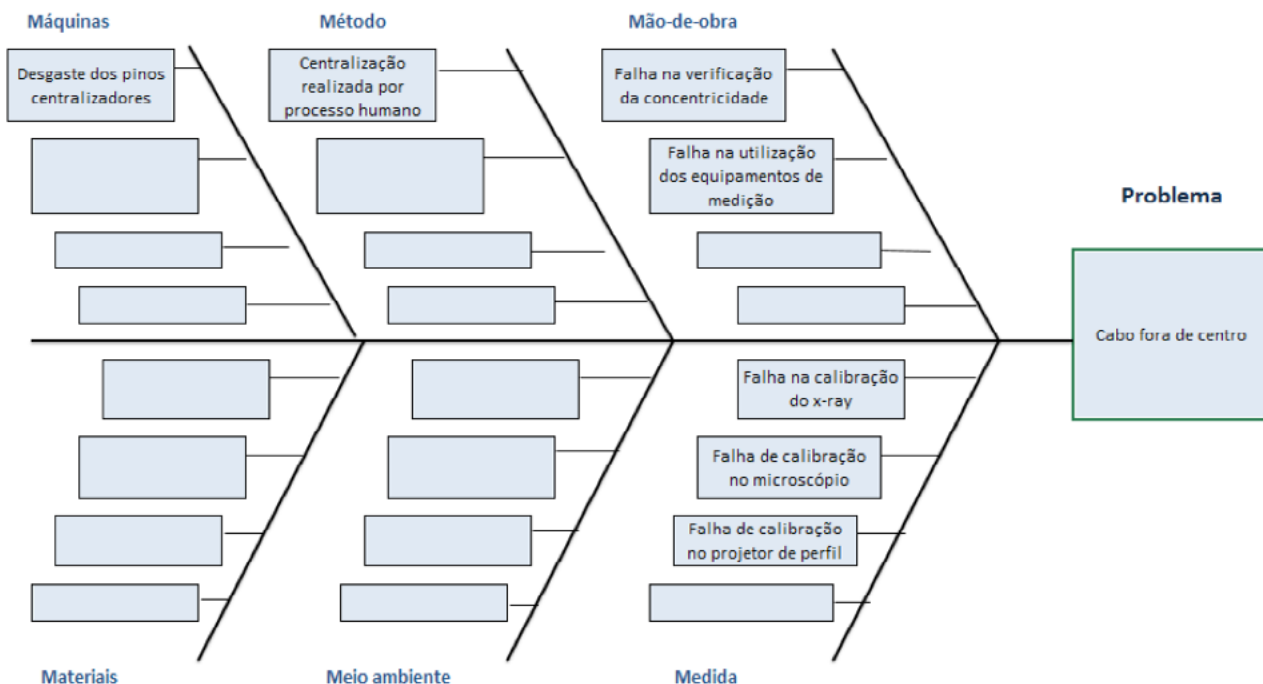 Máquinas
Método
Mão-de-obra
Desgaste dos pinos
centralizadores
Centralização
realizada por
processo humano
Falha na verificação
da concentricidade
Falha na utilização
dos equipamentos de
medição
Problema
Cabo fora de centro
Falha na calibração
do x-ray
Falha de calibração
no microscópio
Falha de calibração
no projetor de perfil
Materiais
Meio ambiente
Medida